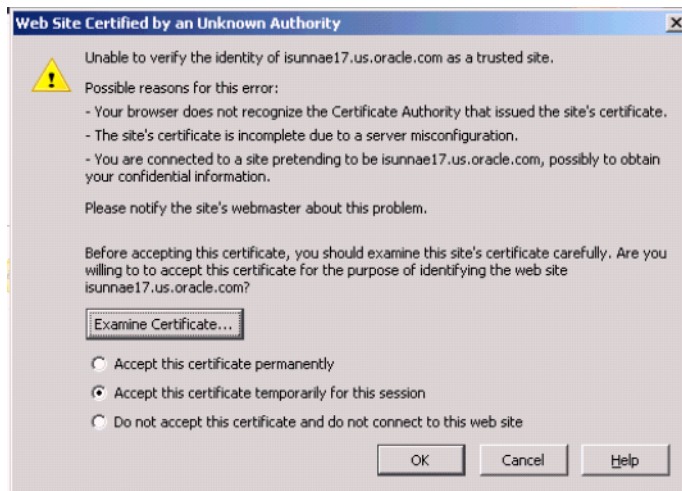 Web Site Certified by an Unknown Authority
Unable to verify the identity of isunnae17.us.oracle.com as a trusted site.
Possible reasons for this error:
- Your browser does not recognize the Certificate Authority that issued the site's certificate.
- The site's certificate is incomplete due to a server misconfiguration.
- You are connected to a site pretending to be isunnae17.us.oracle.com, possibly to obtain
your confidential information.
Please notify the site's webmaster about this problem.
Before accepting this certificate, you should examine this site's certificate carefully. Are you
willing to to accept this certificate for the purpose of identifying the web site
isunnae17.us.oracle.com?
Examine Certificate...
Accept this certificate permanently
Accept this certificate temporarily for this session
Do not accept this certificate and do not connect to this web site
OK Cancel Help